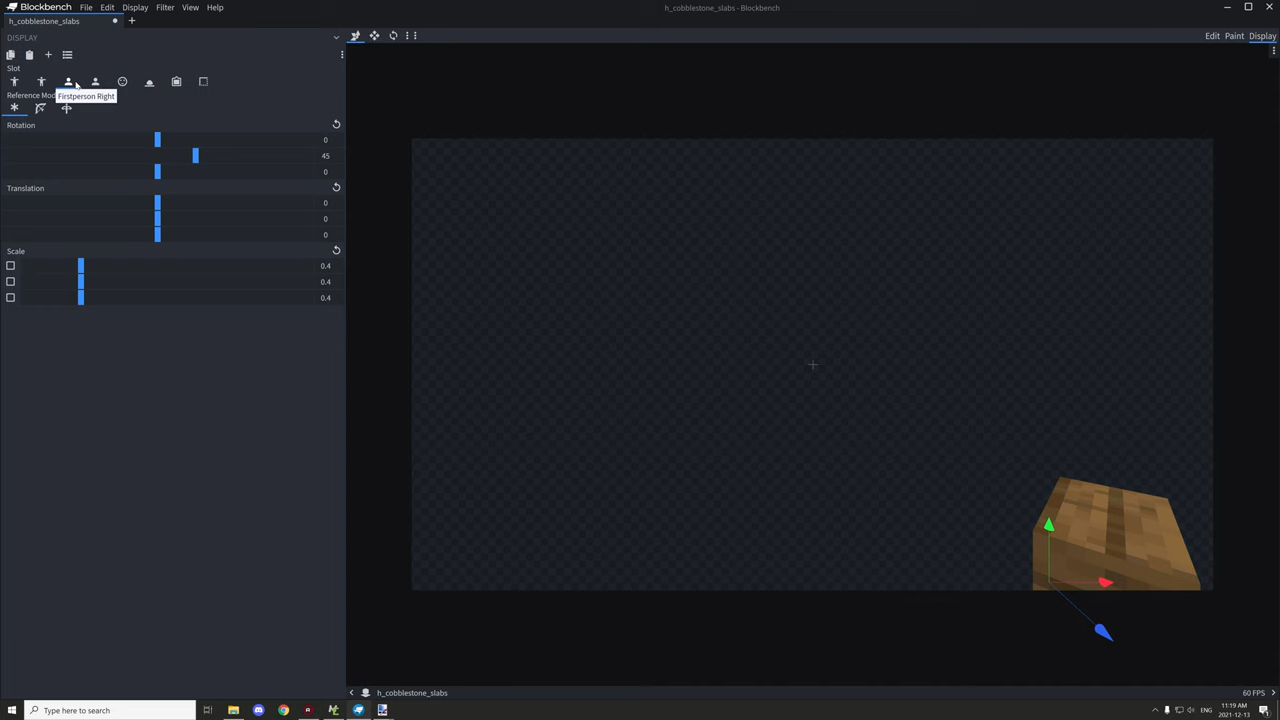 Blockbench File Edit Display Filter View Help
h_cobblestone_slabs - Blockbench
h_cobblestone_slabs
DISPLAY
Edit Paint Display
Slot
Reference Mod
Firstperson Right
Rotation
0
45
0
Translation
0
0
0
Scale
0.4
0.4
0.4
h_cobblestone_slabs
60 FPS
Type here to search
ENG
11:19 AM
2021-12-13